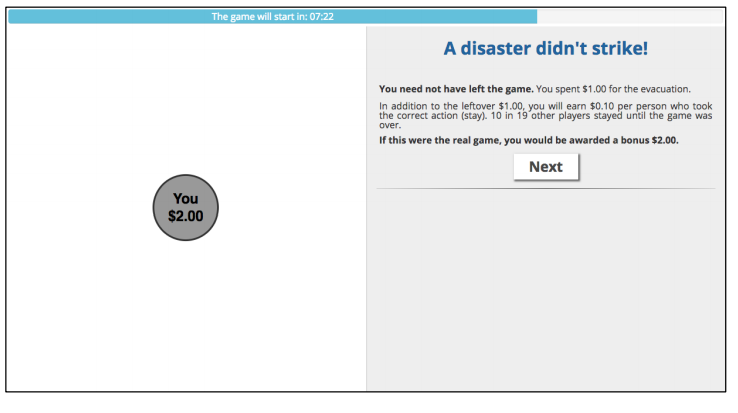 The game will start in: 07:22
A disaster didn't strike!
You need not have left the game. You spent $1.00 for the evacuation.
In addition to the leftover $1.00, you will earn $0.10 per person who took
the correct action (stay). 10 in 19 other players stayed until the game was
over.
If this were the real game, you would be awarded a bonus $2.00.
Next
You
$2.00